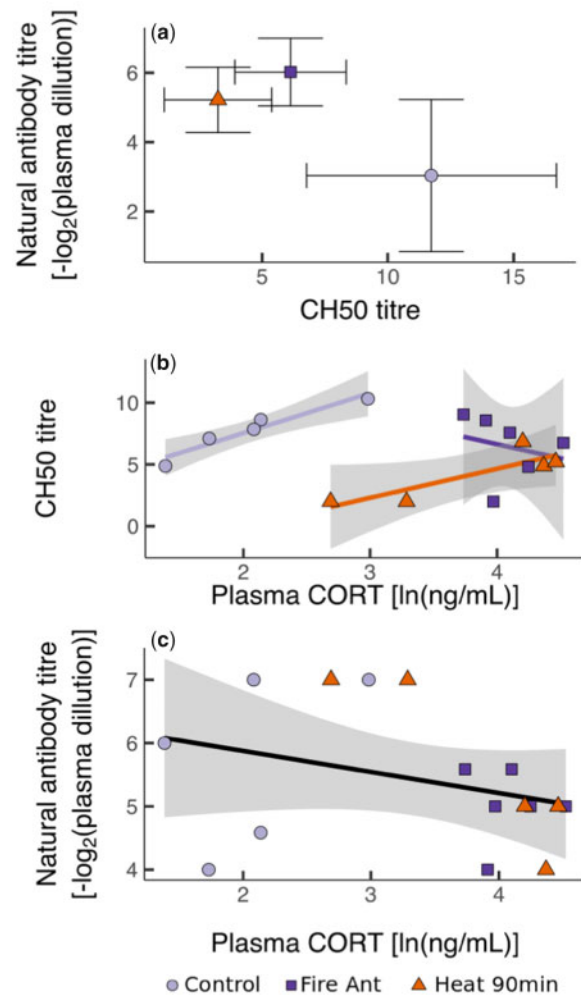 (a)
Natural antibody titre
[-log₂(plasma dilution)]
6
4
2
5
10
15
CH50 titre
(b)
CH50 titre
10
5
0
2
3
4
Plasma CORT [ln(ng/mL)]
(c)
Natural antibody titre
[-log₂(plasma dilution)]
7
6
5
4
2
3
4
Plasma CORT [ln(ng/mL)]
Control Fire Ant Heat 90min